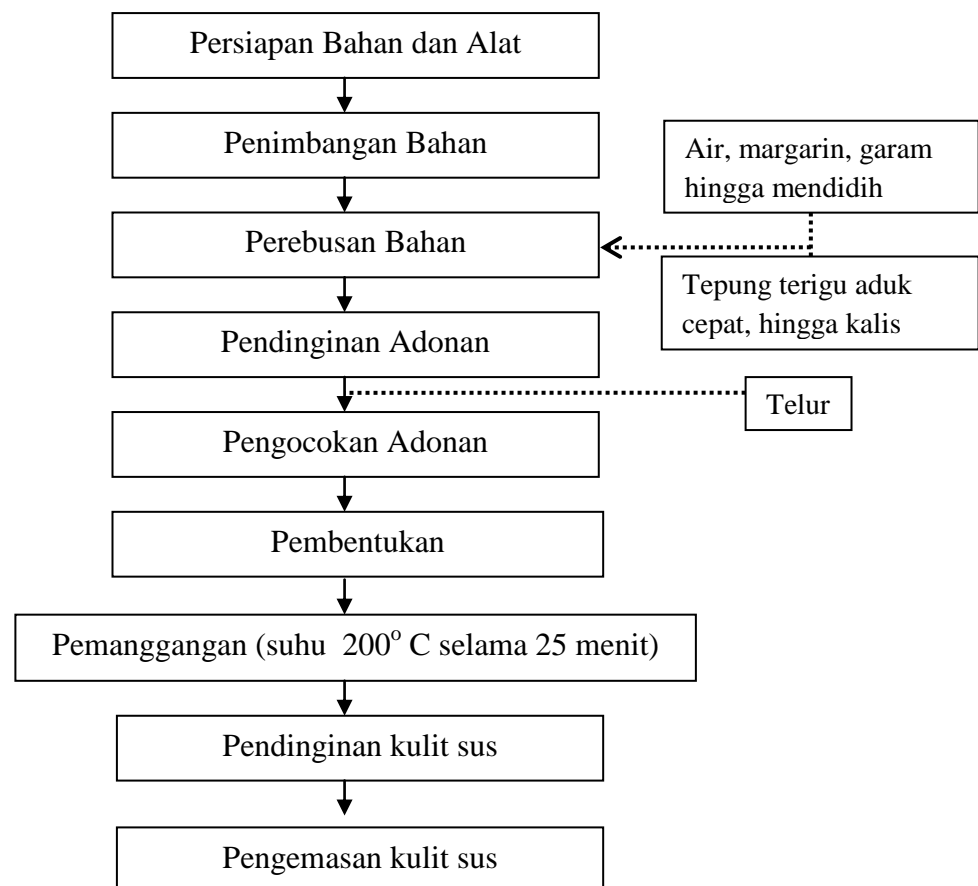 Persiapan Bahan dan Alat
Penimbangan Bahan
Air, margarin, garam
hingga mendidih
Perebusan Bahan
Tepung terigu aduk
cepat, hingga kalis
Pendinginan Adonan
Telur
Pengocokan Adonan
Pembentukan
Pemanggangan (suhu  200° C selama 25 menit)
Pendinginan kulit sus
Pengemasan kulit sus